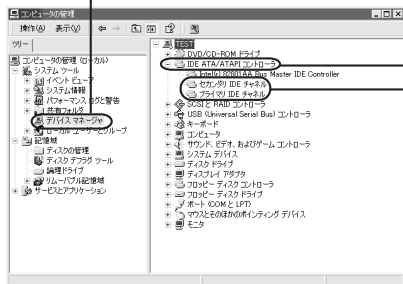 コンピュータの管理
操作(A) 表示(V)
ツリー
コンピュータの管理 (ローカル)
システム ツール
イベント ビューア
システム情報
パフォーマンス ログと警告
共有フォルダ
デバイス マネージャ
ローカル ユーザーとグループ
記憶域
ディスクの管理
ディスク デフラグ ツール
論理ドライブ
リムーバブル記憶域
サービスとアプリケーション
TEST
DVD/CD-ROM ドライブ
IDE ATA/ATAPI コントローラ
Intel(r) 82801AA Bus Master IDE Controller
セカンダリ IDE チャネル
プライマリ IDE チャネル
SCSI と RAID コントローラ
USB (Universal Serial Bus) コントローラ
キーボード
コンピュータ
サウンド、ビデオ、およびゲーム コントローラ
システム デバイス
ディスク ドライブ
ディスプレイ アダプタ
フロッピー ディスク コントローラ
フロッピー ディスク ドライブ
ポート (COM と LPT)
マウスとそのほかのポインティング デバイス
モニタ